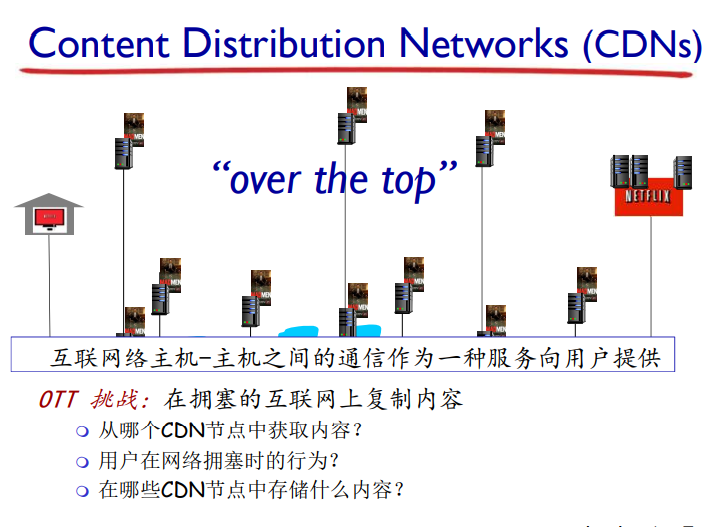 Content Distribution Networks (CDNs)
“over the top”
NETFLIX
互联网络主机-主机之间的通信作为一种服务向用户提供
OTT 挑战: 在拥塞的互联网上复制内容
从哪个CDN节点中获取内容？
用户在网络拥塞时的行为？
在哪些CDN节点中存储什么内容？